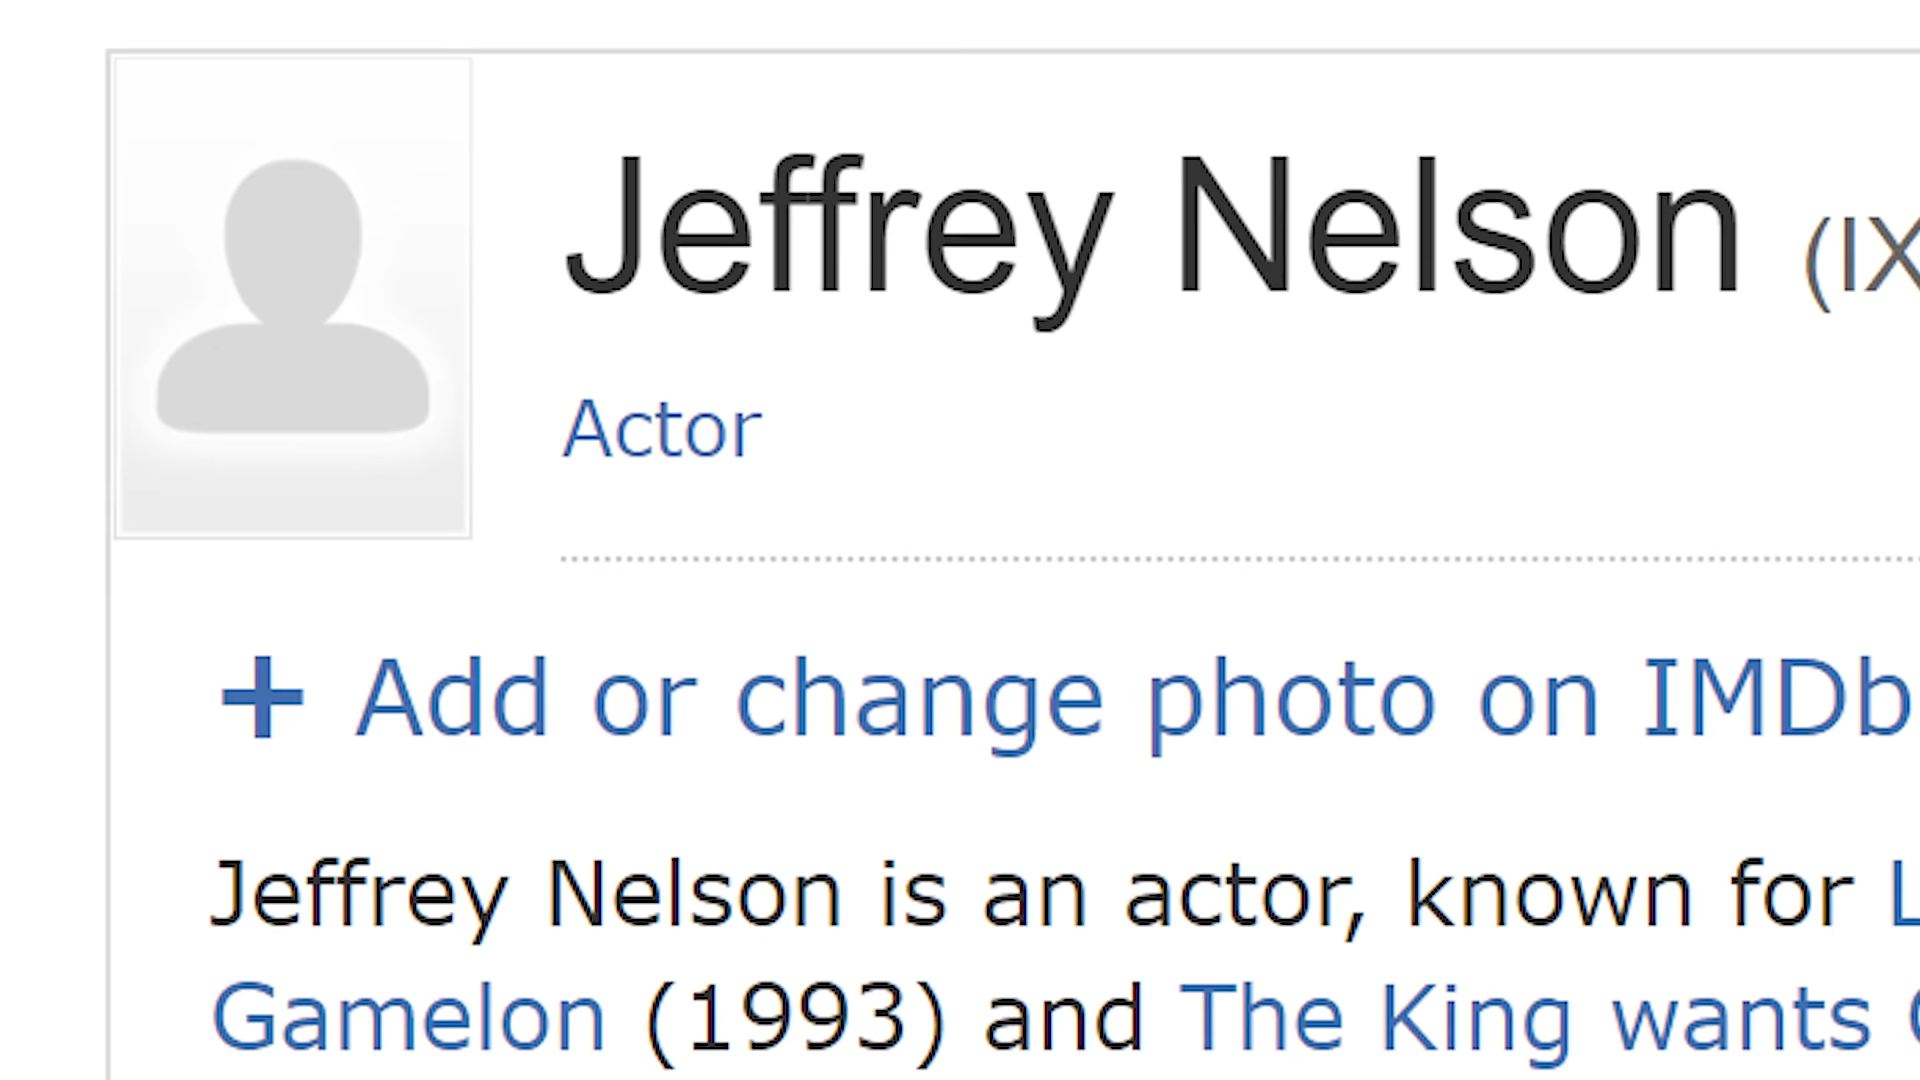 Jeffrey Nelson (IX
Actor
+ Add or change photo on IMDb
Jeffrey Nelson is an actor, known for L
Gamelon (1993) and The King wants